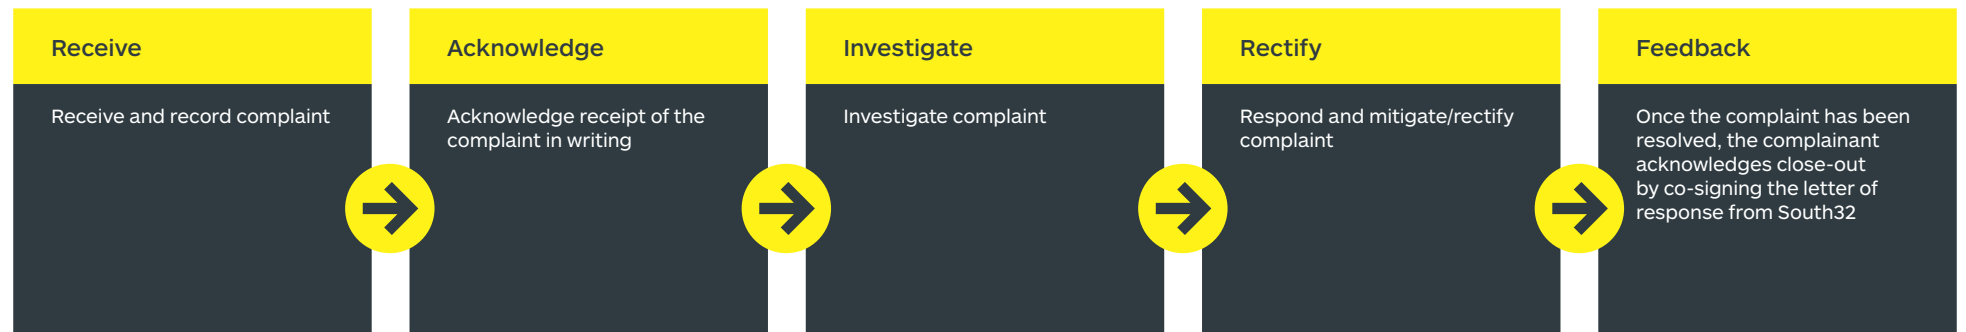 Receive
Receive and record complaint
Acknowledge
Acknowledge receipt of the
complaint in writing
Investigate
Investigate complaint
Rectify
Respond and mitigate/rectify
complaint
Feedback
Once the complaint has been
resolved, the complainant
acknowledges close-out
by co-signing the letter of
response from South32